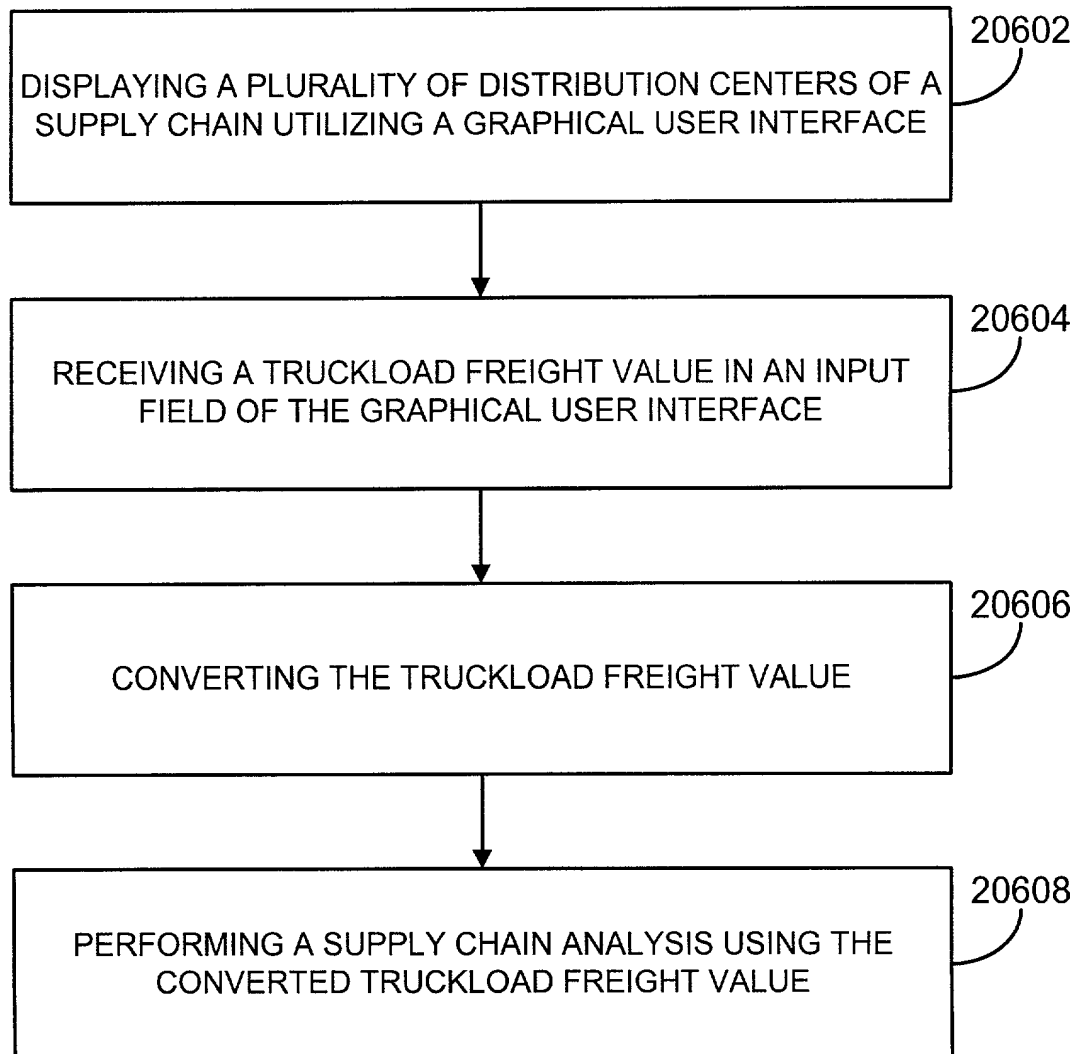 20602
DISPLAYING A PLURALITY OF DISTRIBUTION CENTERS OF A
SUPPLY CHAIN UTILIZING A GRAPHICAL USER INTERFACE
20604
RECEIVING A TRUCKLOAD FREIGHT VALUE IN AN INPUT
FIELD OF THE GRAPHICAL USER INTERFACE
20606
CONVERTING THE TRUCKLOAD FREIGHT VALUE
20608
PERFORMING A SUPPLY CHAIN ANALYSIS USING THE
CONVERTED TRUCKLOAD FREIGHT VALUE